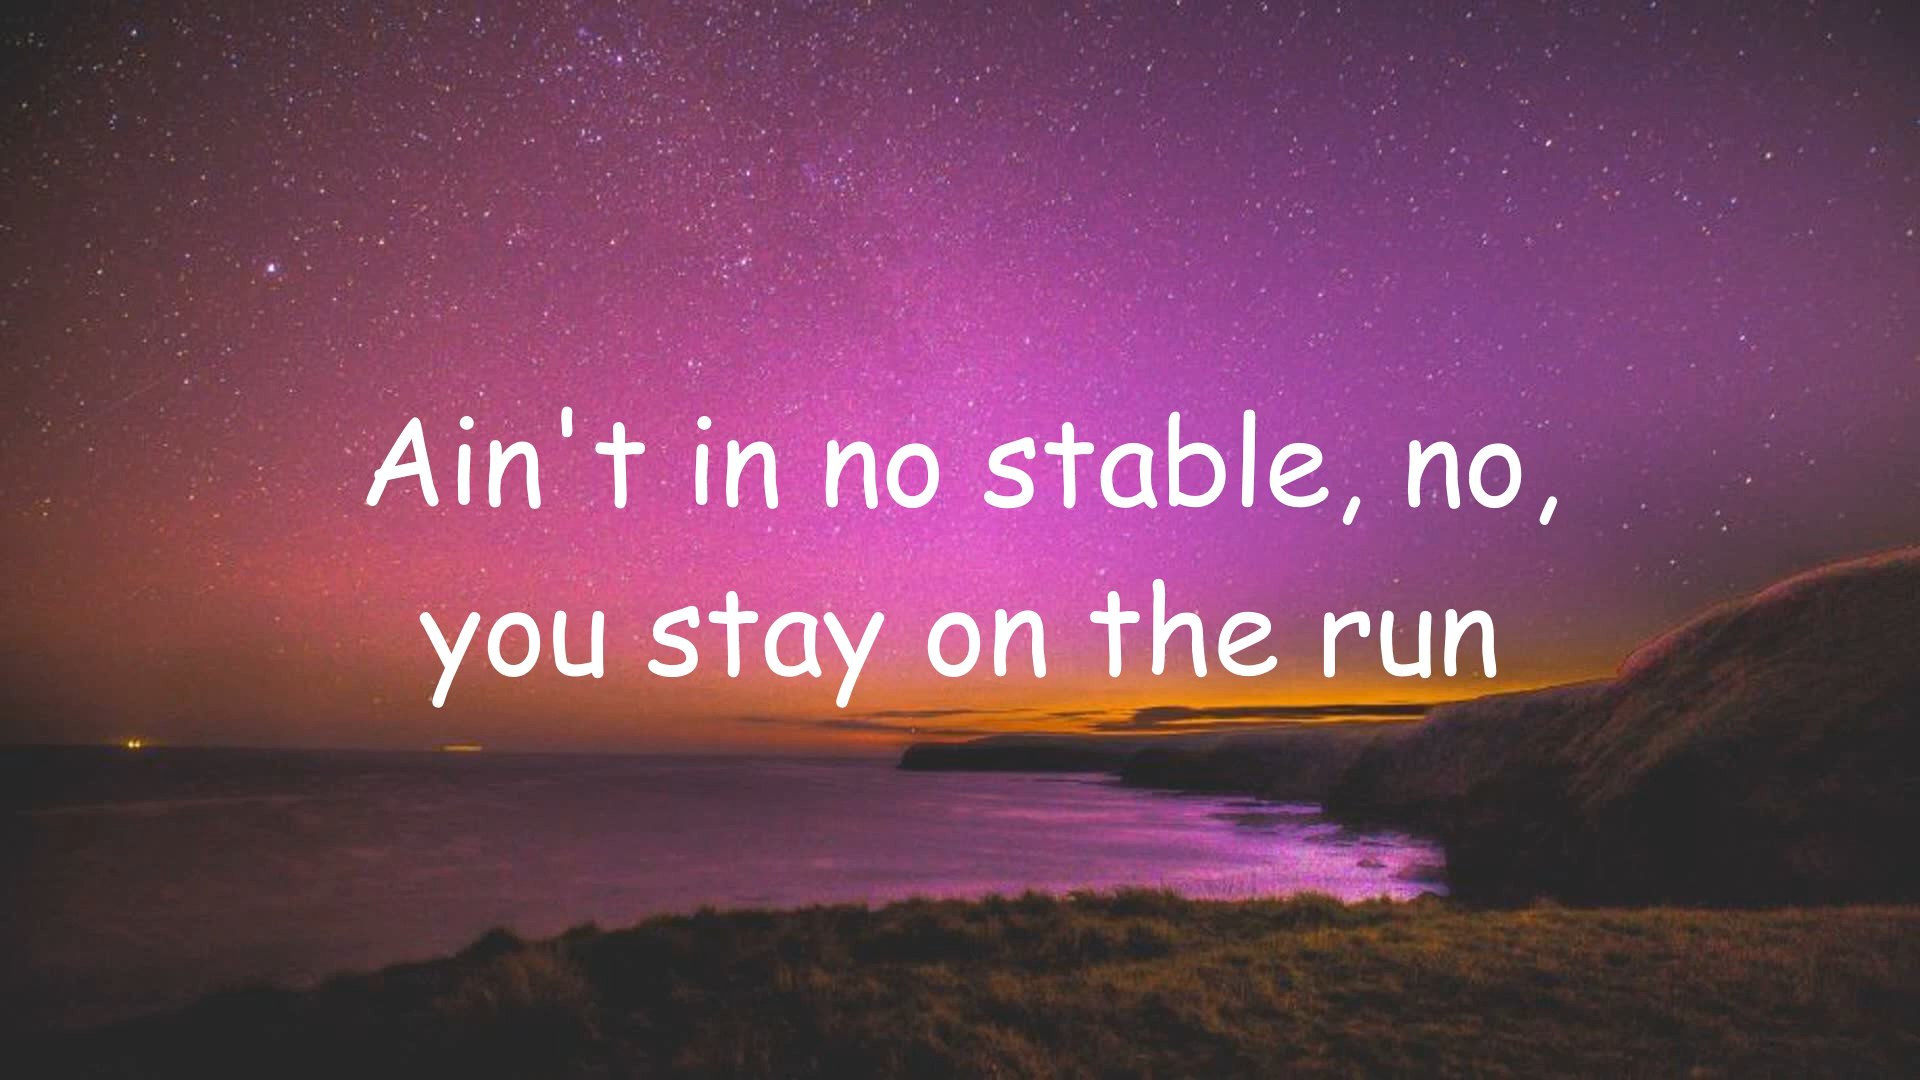 Ain't in no stable, no,
you stay on the run